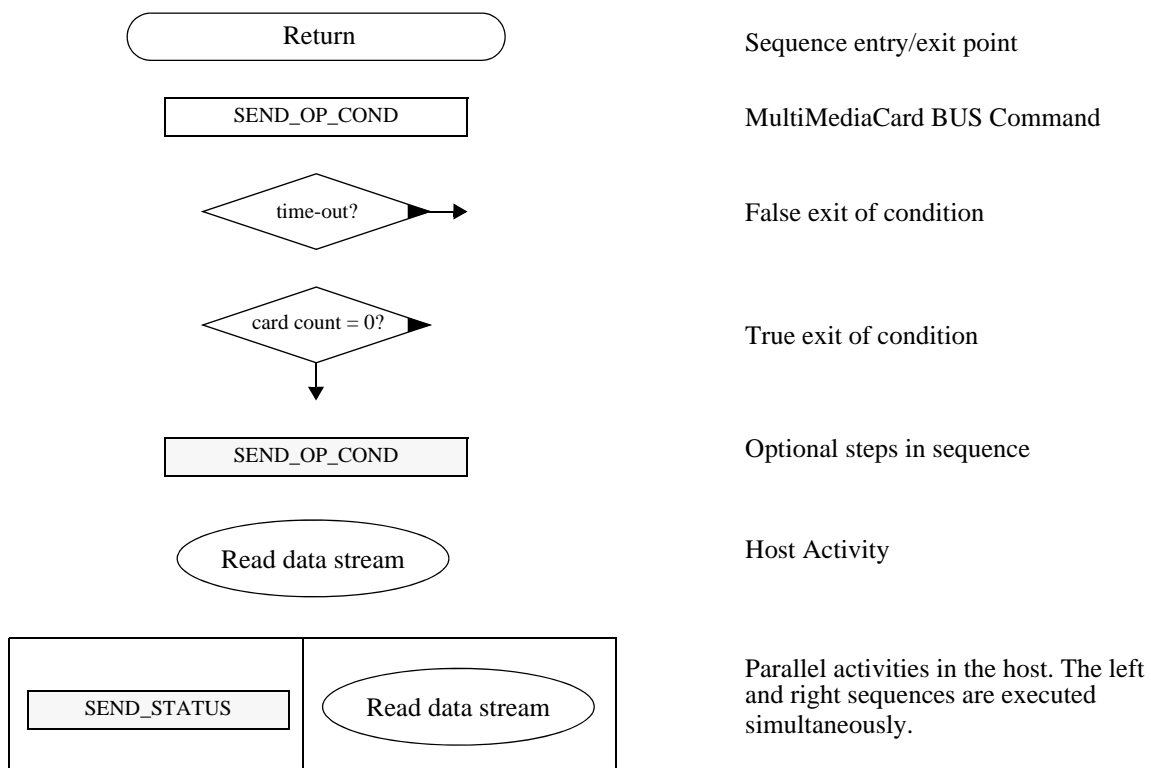 Return
Sequence entry/exit point
SEND_OP_COND
MultiMediaCard BUS Command
time-out?
False exit of condition
card count = 0?
True exit of condition
SEND_OP_COND
Optional steps in sequence
Read data stream
Host Activity
SEND_STATUS
Read data stream
Parallel activities in the host. The left
and right sequences are executed
simultaneously.